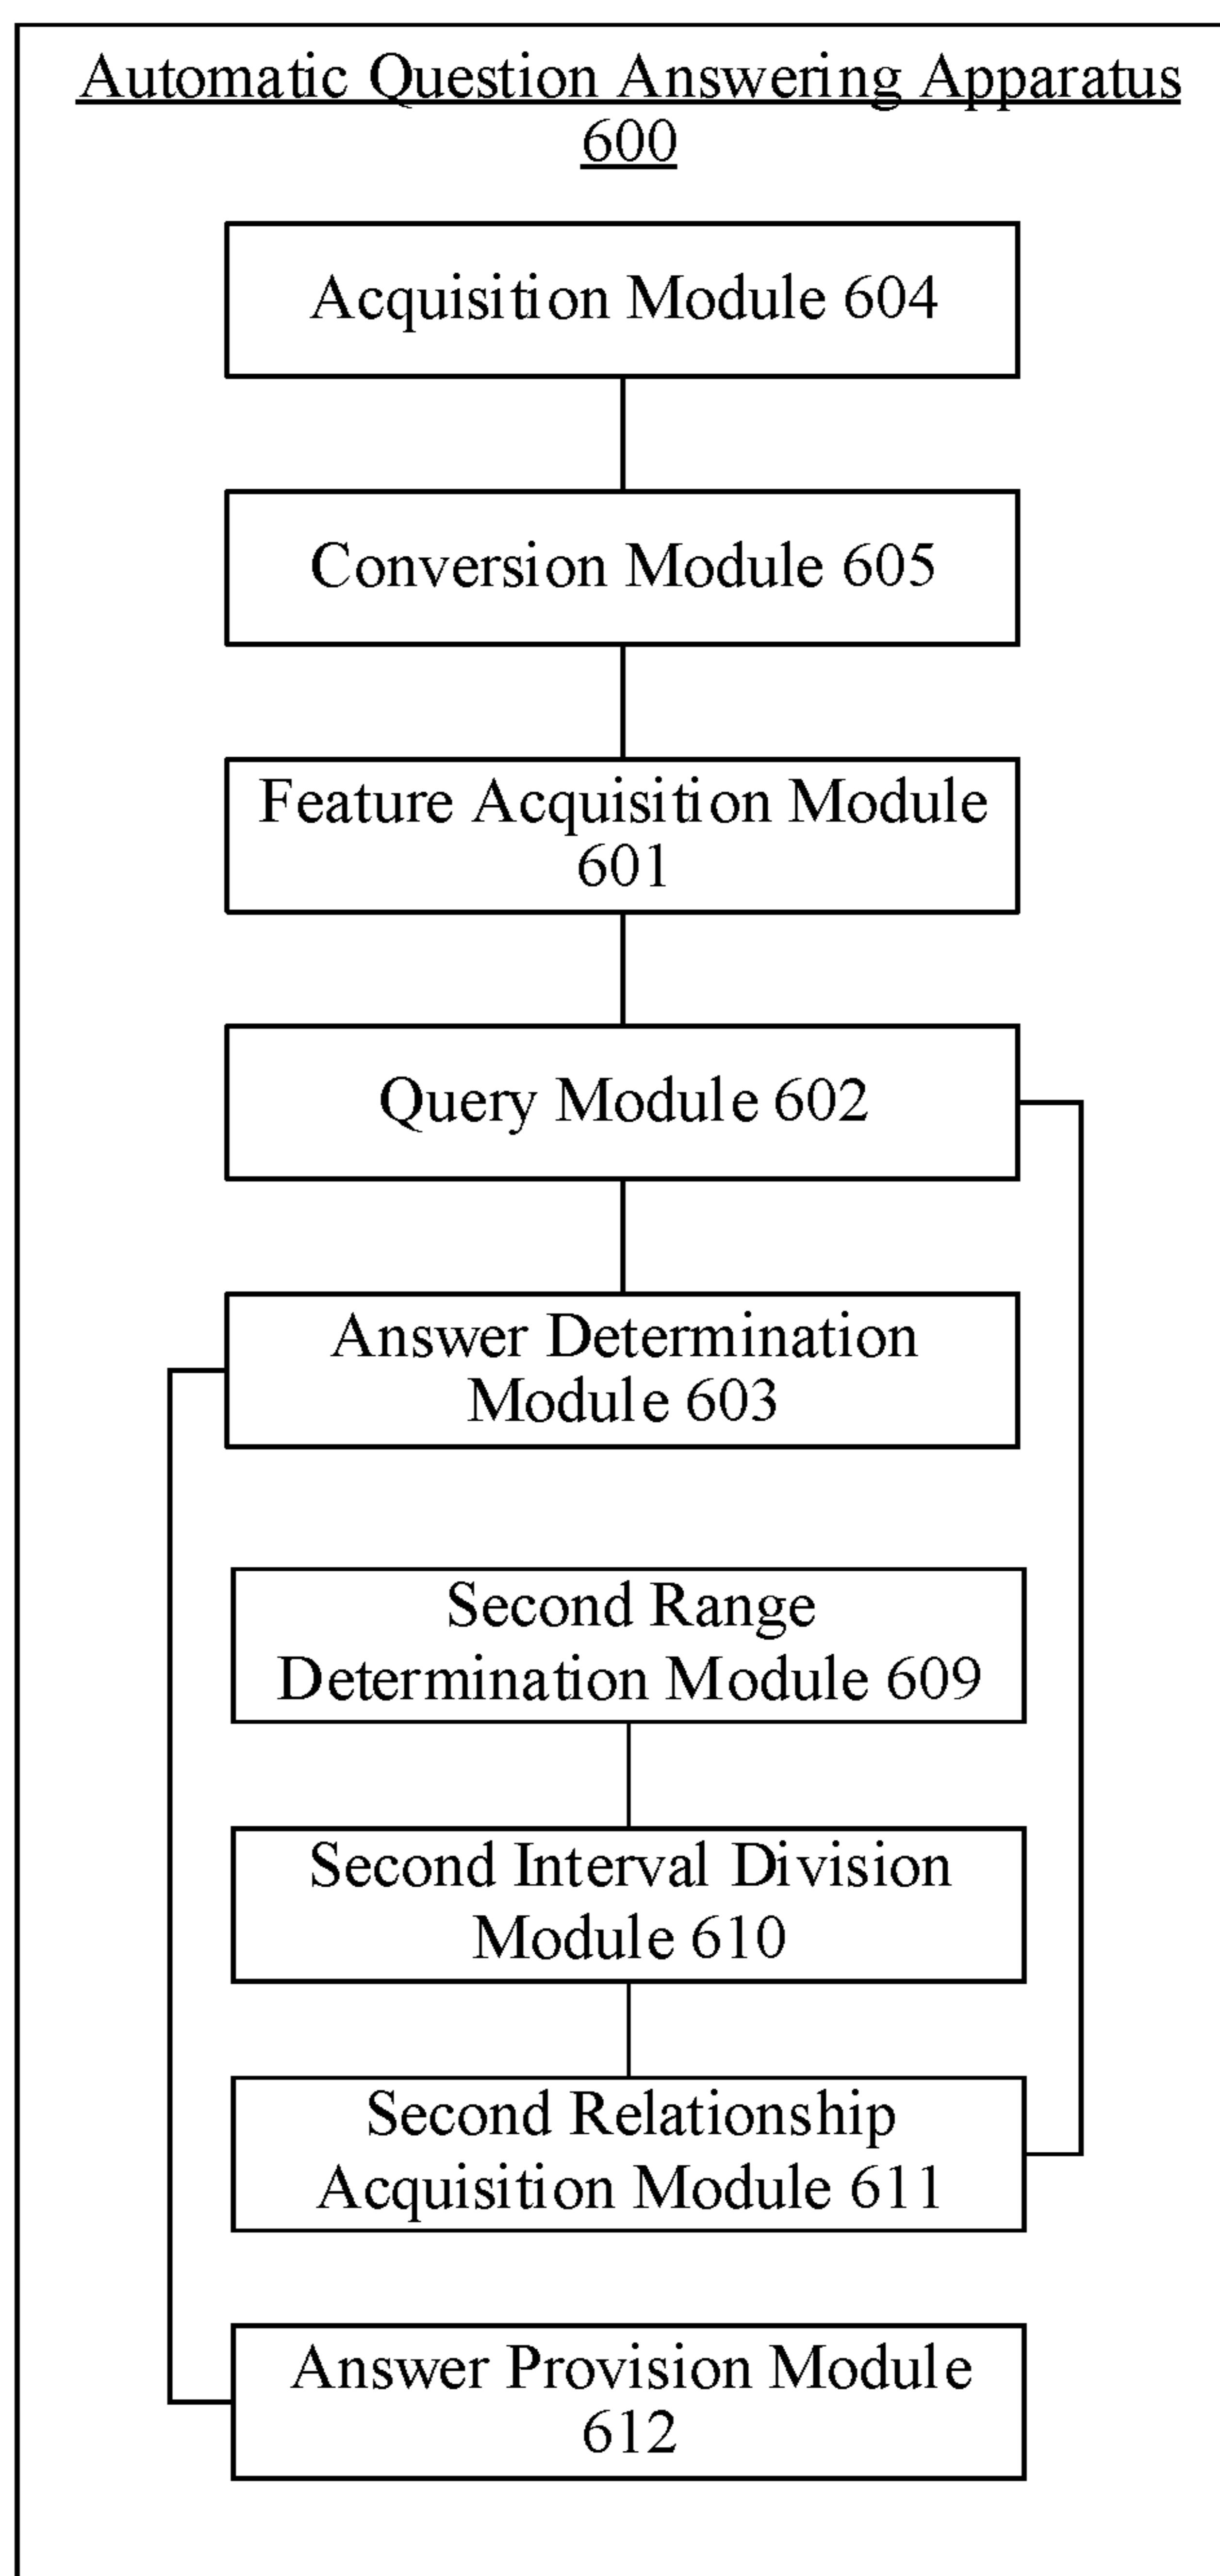 Automatic Question Answering Apparatus
600
Acquisition Module 604
Conversion Module 605
Feature Acquisition Module
601
Query Module 602
Answer Determination
Module 603
Second Range
Determination Module 609
Second Interval Division
Module 610
Second Relationship
Acquisition Module 611
Answer Provision Module
612